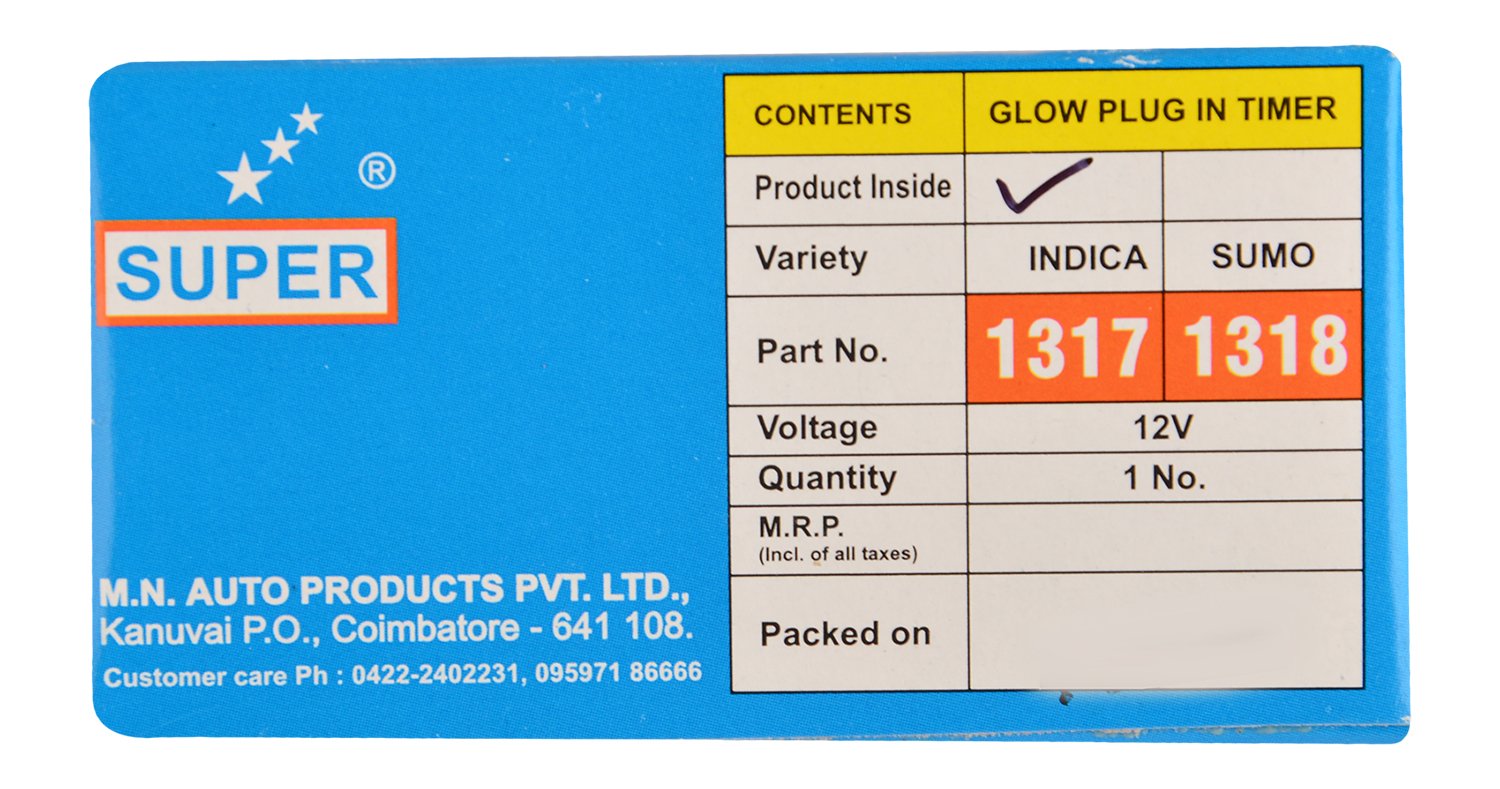 ®
SUPER
M.N. AUTO PRODUCTS PVT. LTD.,
Kanuvai P.O., Coimbatore - 641 108.
Customer care Ph : 0422-2402231, 095971 86666
CONTENTS GLOW PLUG IN TIMER
Product Inside ✓
Variety INDICA SUMO
Part No. 1317 1318
Voltage 12V
Quantity 1 No.
M.R.P.
(Incl. of all taxes)
Packed on